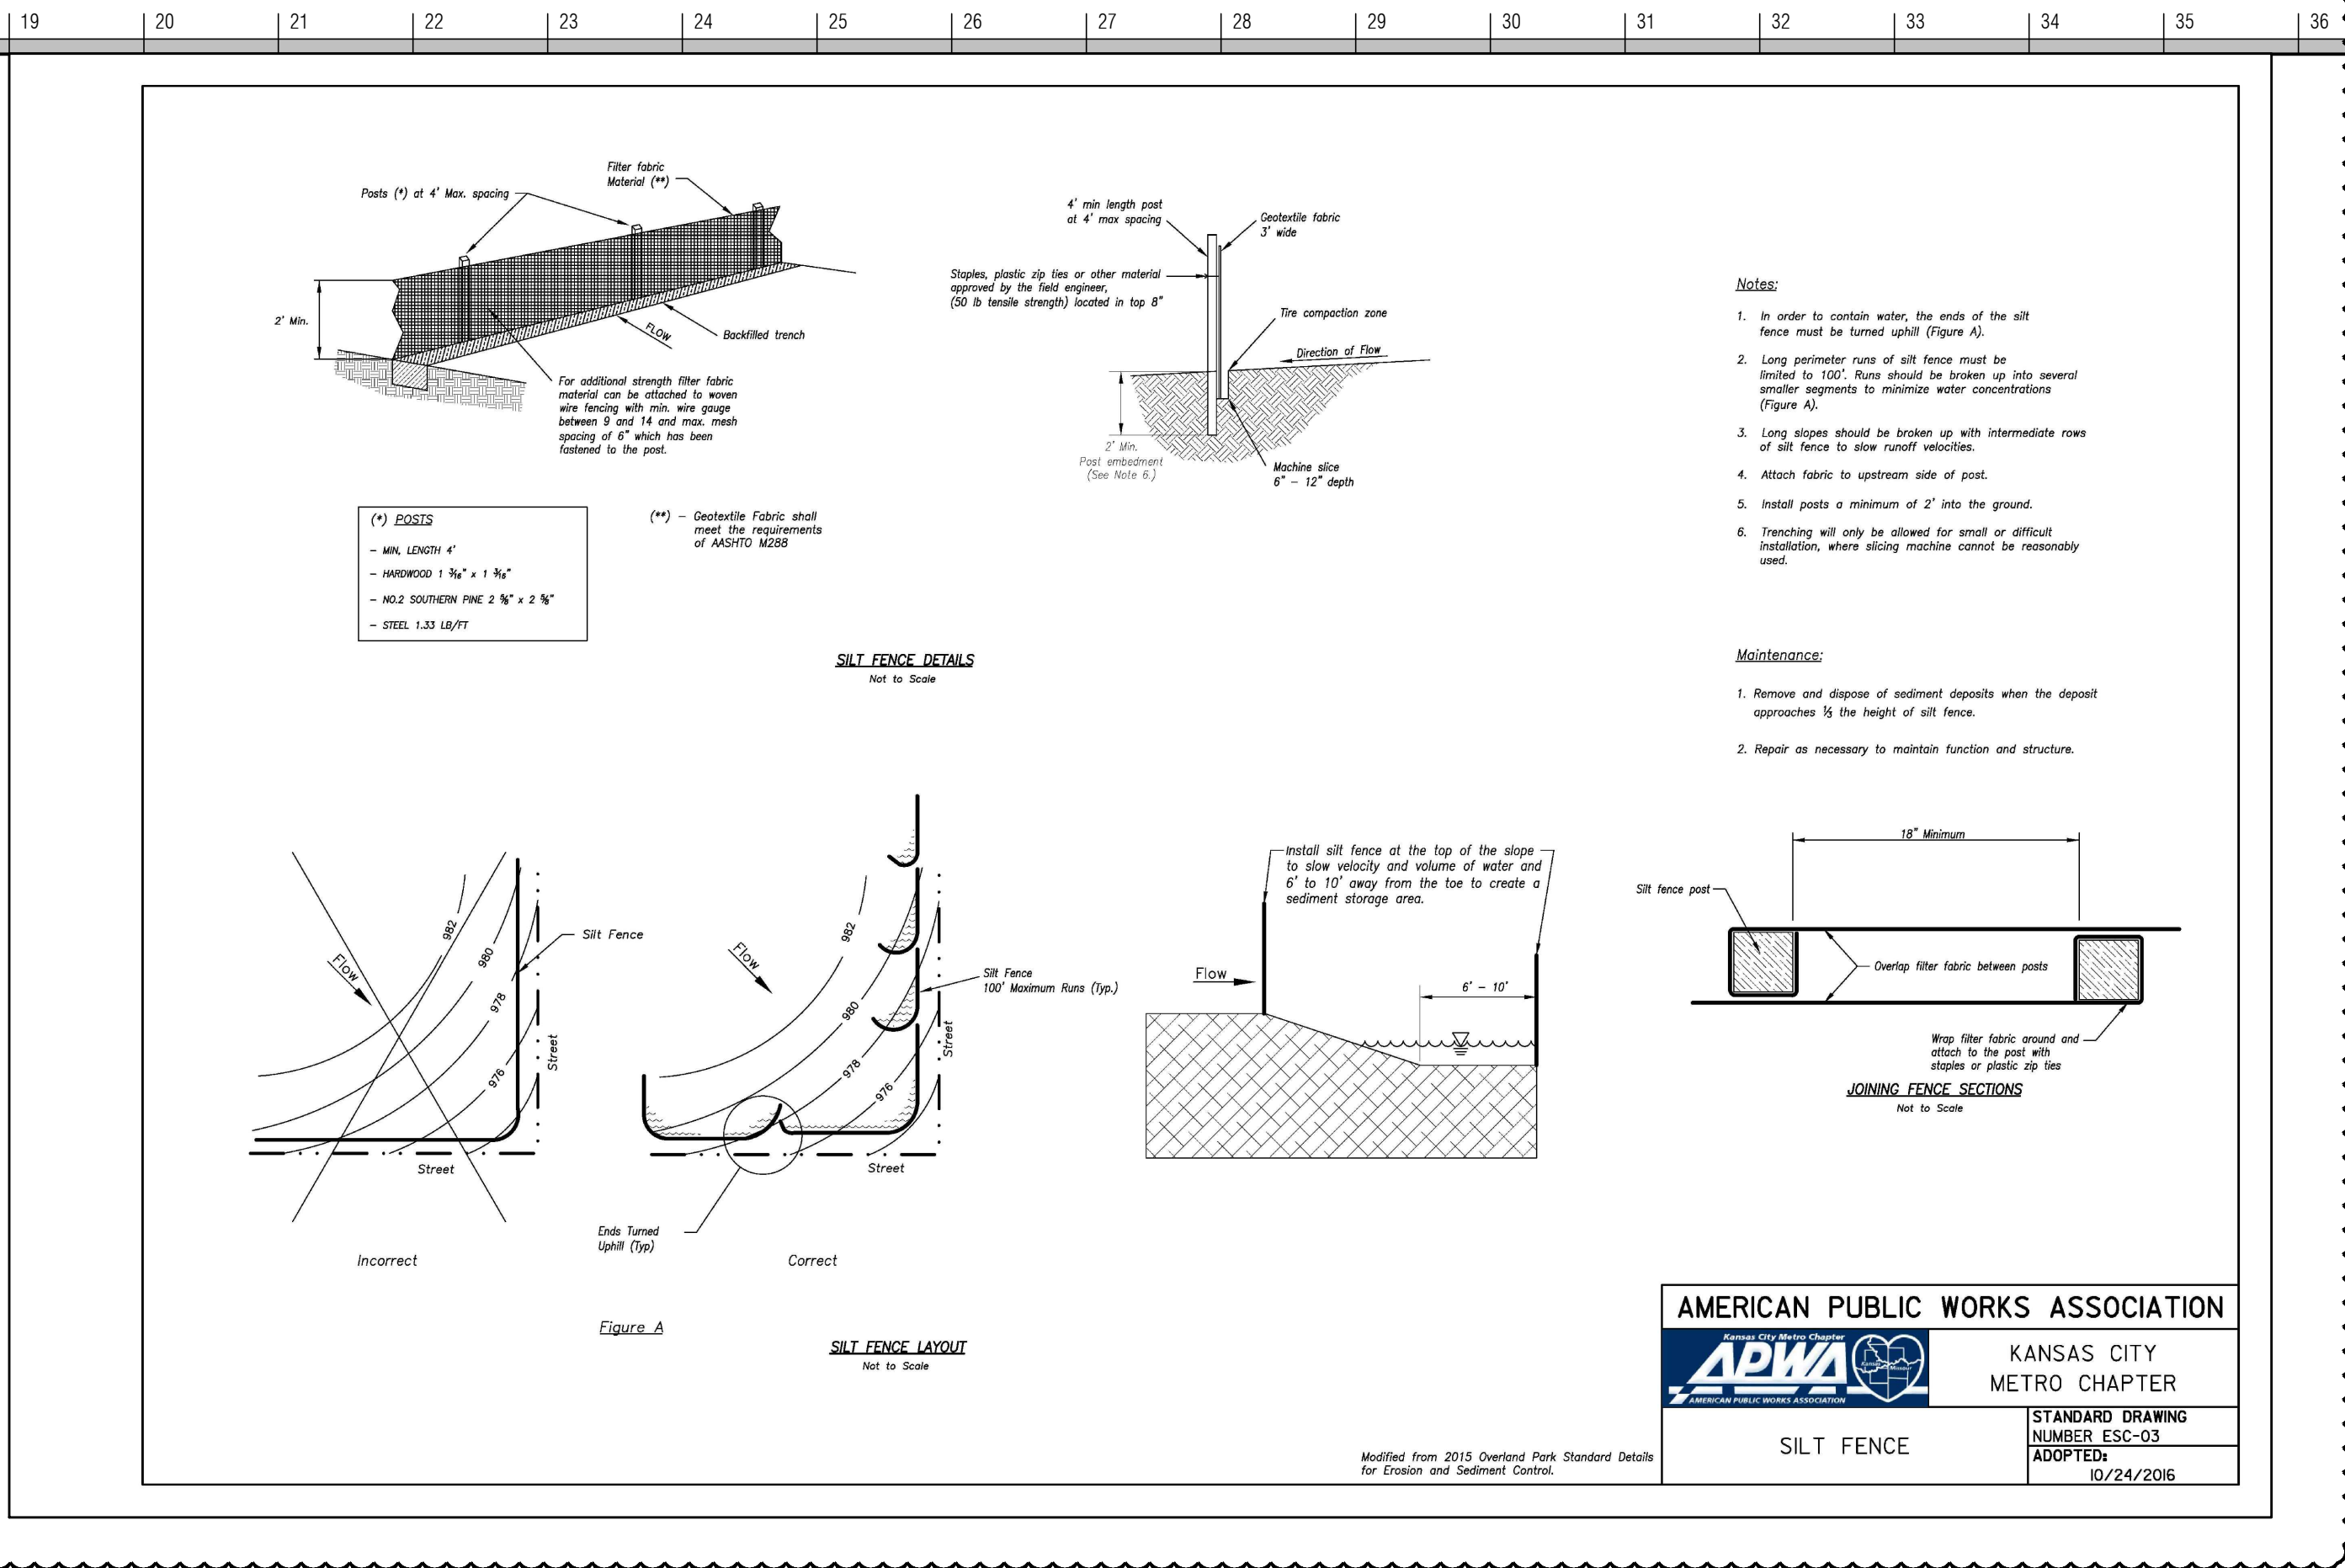 19 20 21 22 23 24 25 26 27 28 29 30 31 32 33 34 35 36
Filter fabric
Material (**)
Posts (*) at 4' Max. spacing
2' Min.
FLOW
Backfilled trench
For additional strength filter fabric
material can be attached to woven
wire fencing with min. wire gauge
between 9 and 14 and max. mesh
spacing of 6" which has been
fastened to the post.
(*) POSTS
- MIN, LENGTH 4'
- HARDWOOD 1 3/16" x 1 3/16"
- NO.2 SOUTHERN PINE 2 5/8" x 2 5/8"
- STEEL 1.33 LB/FT
(**) - Geotextile Fabric shall
meet the requirements
of AASHTO M288
4' min length post
at 4' max spacing
Geotextile fabric
3' wide
Staples, plastic zip ties or other material
approved by the field engineer,
(50 lb tensile strength) located in top 8"
Tire compaction zone
Direction of Flow
2' Min.
Post embedment
(See Note 6.)
Machine slice
6" - 12" depth
SILT FENCE DETAILS
Not to Scale
Notes:
1. In order to contain water, the ends of the silt
fence must be turned uphill (Figure A).
2. Long perimeter runs of silt fence must be
limited to 100'. Runs should be broken up into several
smaller segments to minimize water concentrations
(Figure A).
3. Long slopes should be broken up with intermediate rows
of silt fence to slow runoff velocities.
4. Attach fabric to upstream side of post.
5. Install posts a minimum of 2' into the ground.
6. Trenching will only be allowed for small or difficult
installation, where slicing machine cannot be reasonably
used.
Maintenance:
1. Remove and dispose of sediment deposits when the deposit
approaches 1/3 the height of silt fence.
2. Repair as necessary to maintain function and structure.
982
980
978
976
Flow
Silt Fence
Street
Street
Incorrect
982
980
978
976
Flow
Silt Fence
100' Maximum Runs (Typ.)
Street
Street
Ends Turned
Uphill (Typ)
Correct
Figure A
SILT FENCE LAYOUT
Not to Scale
Install silt fence at the top of the slope
to slow velocity and volume of water and
6' to 10' away from the toe to create a
sediment storage area.
Flow
6' - 10'
18" Minimum
Silt fence post
Overlap filter fabric between posts
Wrap filter fabric around and
attach to the post with
staples or plastic zip ties
JOINING FENCE SECTIONS
Not to Scale
Modified from 2015 Overland Park Standard Details
for Erosion and Sediment Control.
AMERICAN PUBLIC WORKS ASSOCIATION
Kansas City Metro Chapter
APWA
Kansas Missouri
AMERICAN PUBLIC WORKS ASSOCIATION
KANSAS CITY
METRO CHAPTER
SILT FENCE
STANDARD DRAWING
NUMBER ESC-03
ADOPTED:
10/24/2016